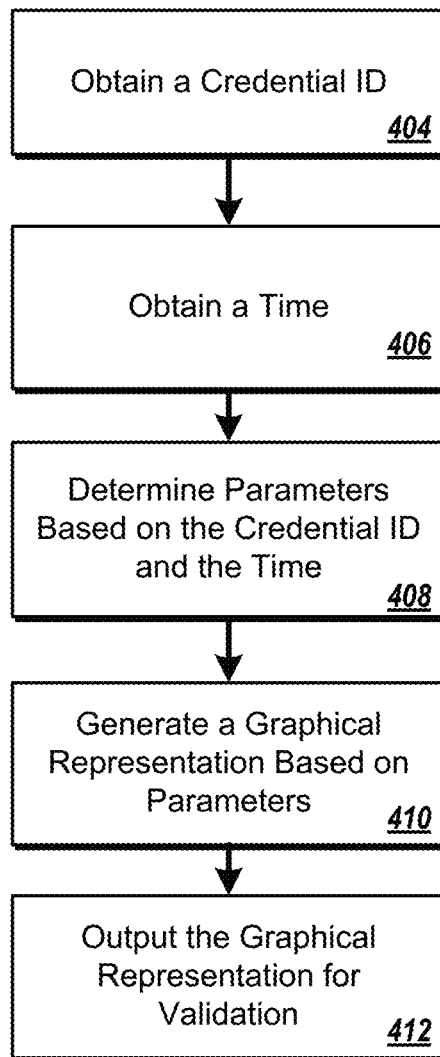 Obtain a Credential ID
404
Obtain a Time
406
Determine Parameters
Based on the Credential ID
and the Time
408
Generate a Graphical
Representation Based on
Parameters
410
Output the Graphical
Representation for
Validation
412